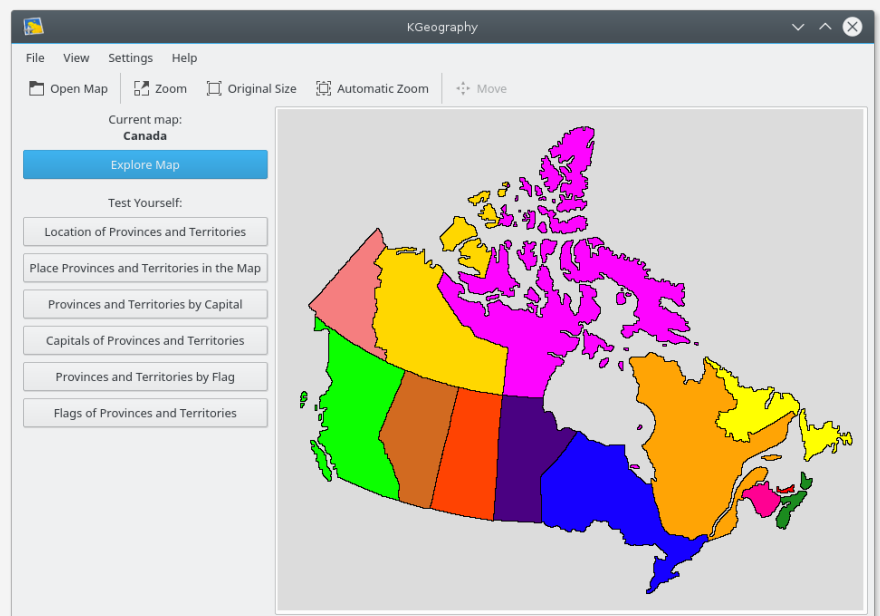 KGeography
File View Settings Help
Open Map Zoom Original Size Automatic Zoom Move
Current map:
Canada
Explore Map
Test Yourself:
Location of Provinces and Territories
Place Provinces and Territories in the Map
Provinces and Territories by Capital
Capitals of Provinces and Territories
Provinces and Territories by Flag
Flags of Provinces and Territories